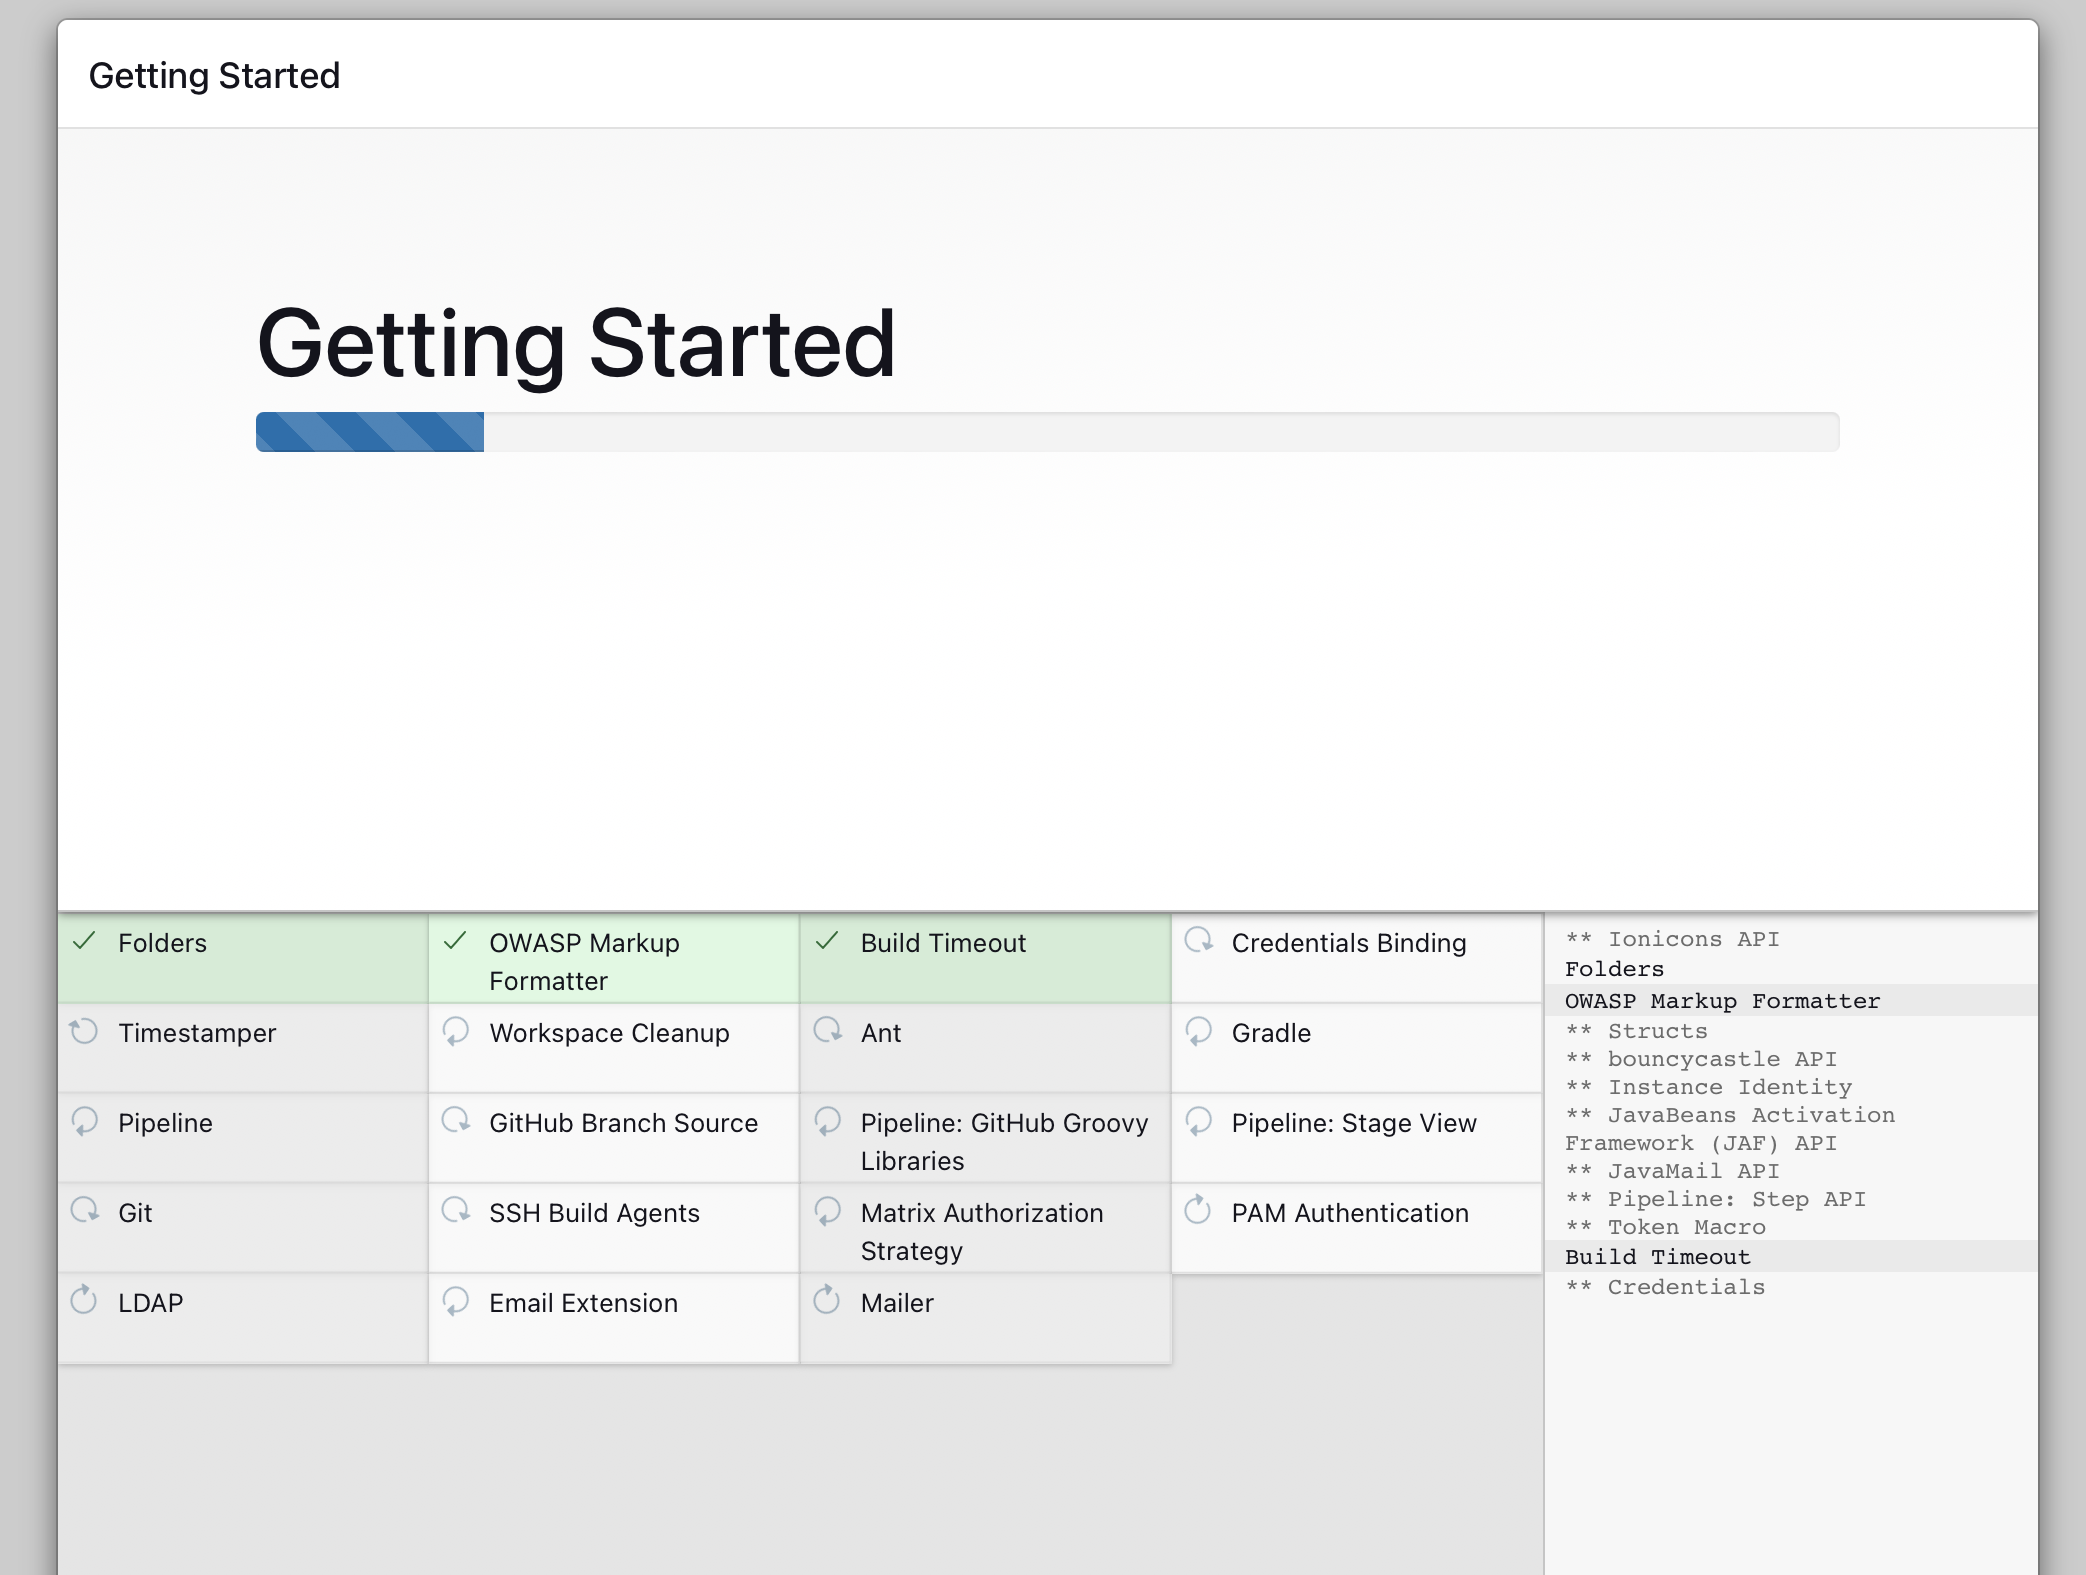 Getting Started
Getting Started
Folders
OWASP Markup
Formatter
Build Timeout
Credentials Binding
Timestamper
Workspace Cleanup
Ant
Gradle
Pipeline
GitHub Branch Source
Pipeline: GitHub Groovy
Libraries
Pipeline: Stage View
Git
SSH Build Agents
Matrix Authorization
Strategy
PAM Authentication
LDAP
Email Extension
Mailer
** Ionicons API
Folders
OWASP Markup Formatter
** Structs
** bouncycastle API
** Instance Identity
** JavaBeans Activation
Framework (JAF) API
** JavaMail API
** Pipeline: Step API
** Token Macro
Build Timeout
** Credentials